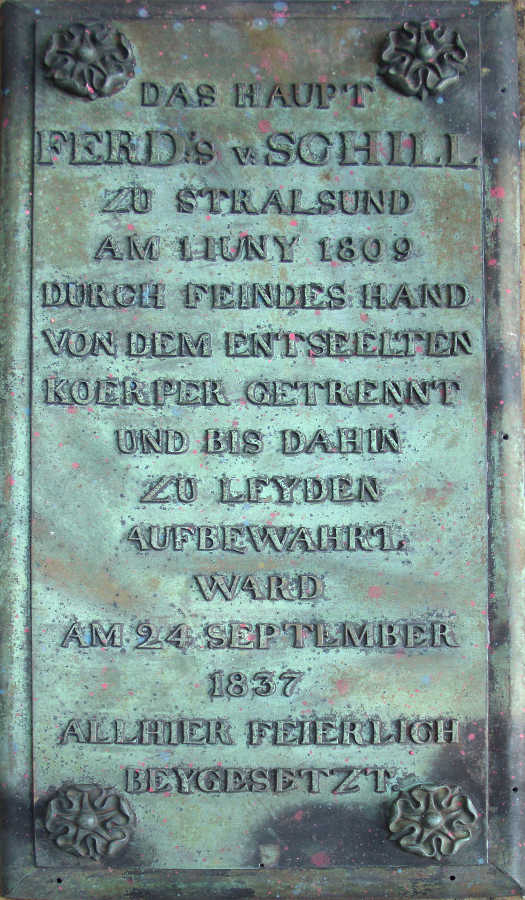 DAS HAUPT
FERD:'s v. SCHILL
ZU STRALSUND
AM 1 IUNY 1809
DURCH FEINDES HAND
VON DEM ENTSEELTEN
KOERPER GETRENNT
UND BIS DAHIN
ZU LEYDEN
AUFBEWAHRT.
WARD
AM 24 SEPTEMBER
1837
ALLHIER FEIERLICH
BEYGESETZT.